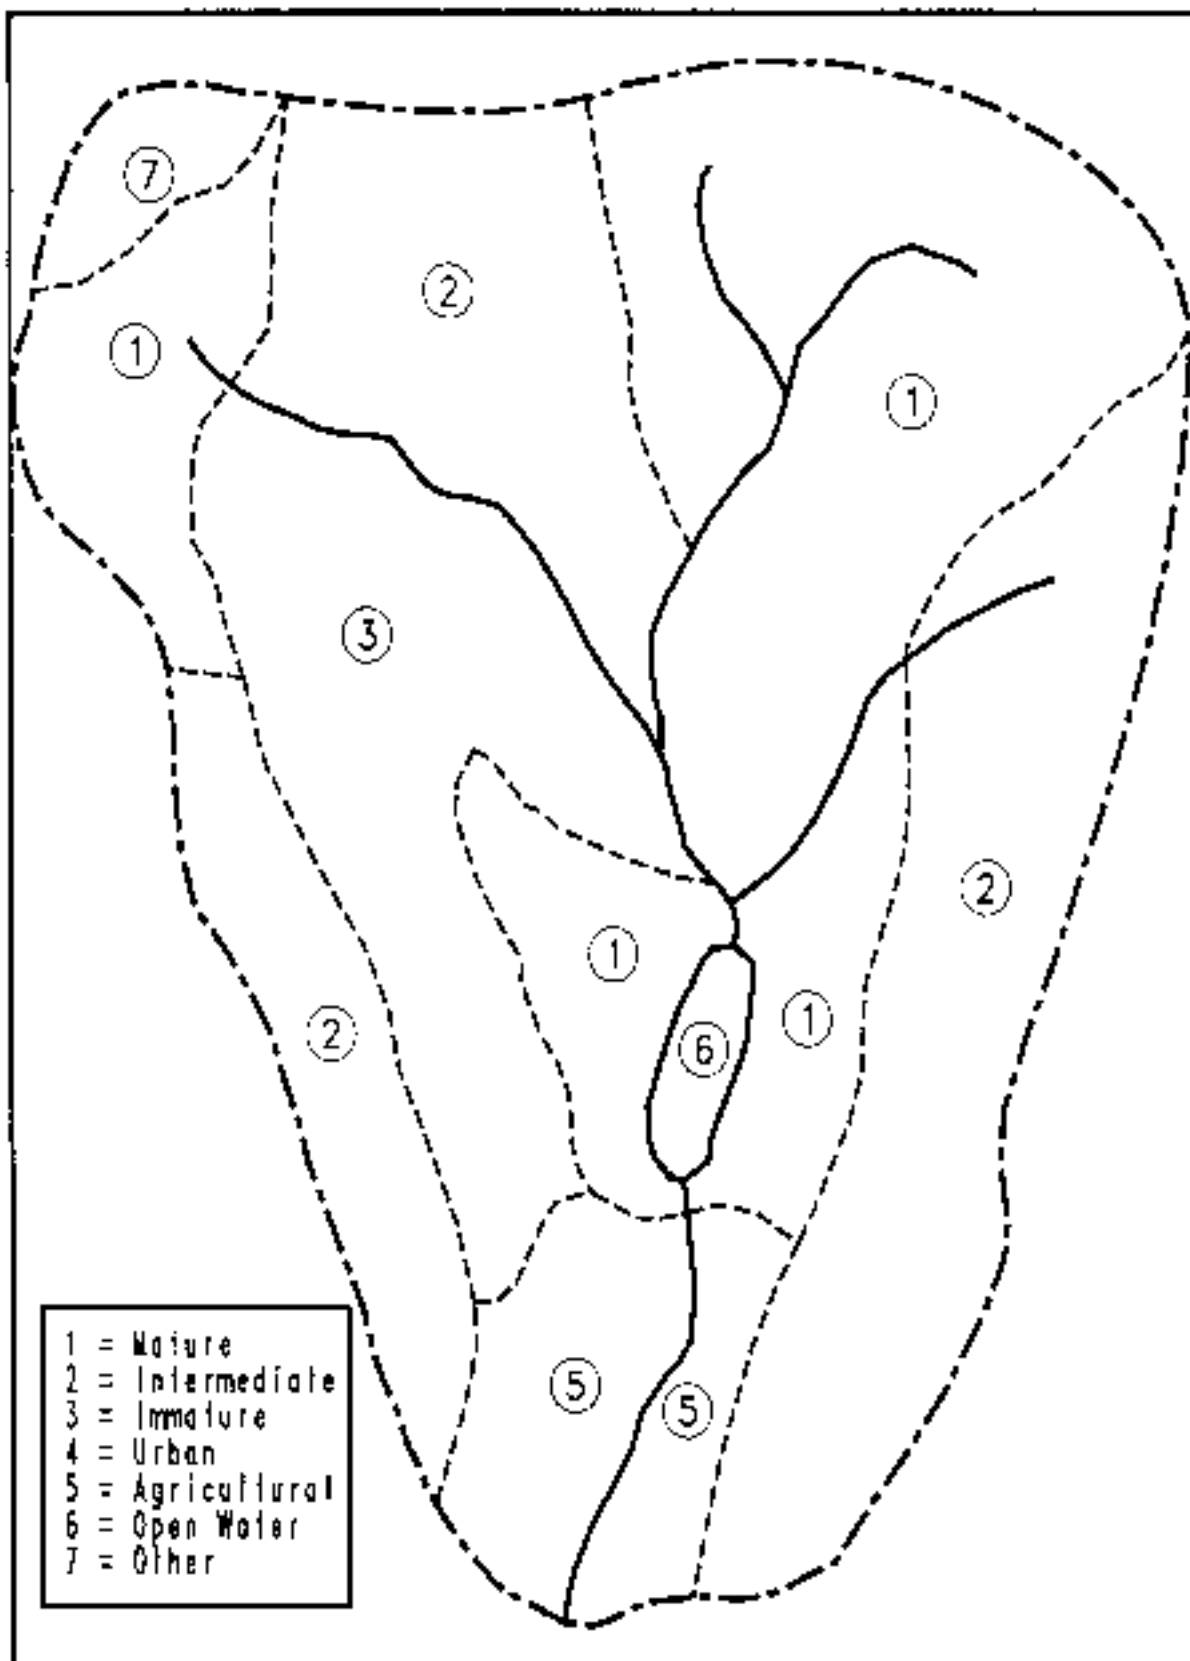 7
2
1
1
3
2
1
1
2
6
5
5
1 = Mature
2 = Intermediate
3 = Immature
4 = Urban
5 = Agricultural
6 = Open Water
7 = Other